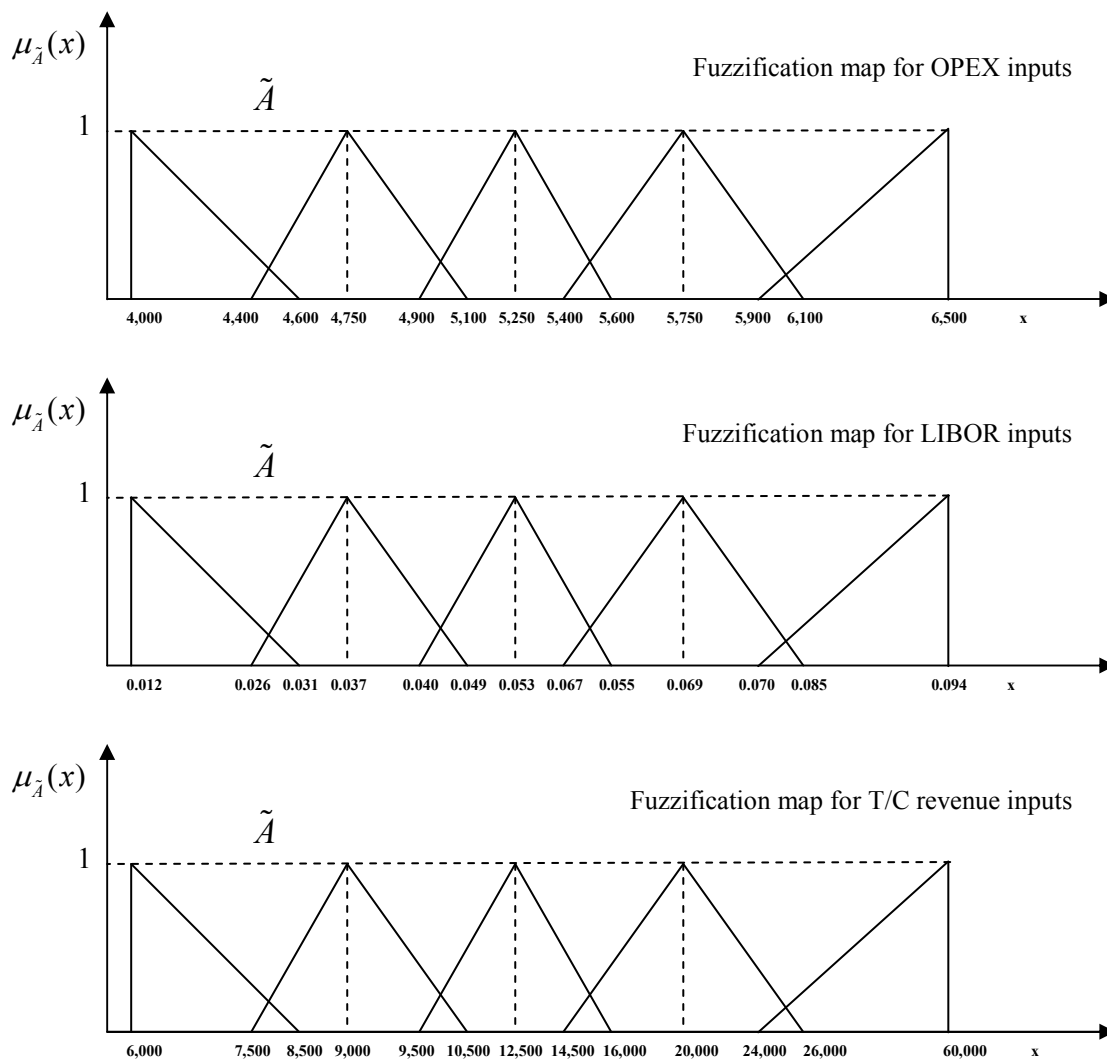 μ_Ã(x)
Fuzzification map for OPEX inputs
Ã
1
4,000 4,400 4,600 4,750 4,900 5,100 5,250 5,400 5,600 5,750 5,900 6,100 6,500 x
μ_Ã(x)
Fuzzification map for LIBOR inputs
Ã
1
0.012 0.026 0.031 0.037 0.040 0.049 0.053 0.067 0.055 0.069 0.070 0.085 0.094 x
μ_Ã(x)
Fuzzification map for T/C revenue inputs
Ã
1
6,000 7,500 8,500 9,000 9,500 10,500 12,500 14,500 16,000 20,000 24,000 26,000 60,000 x